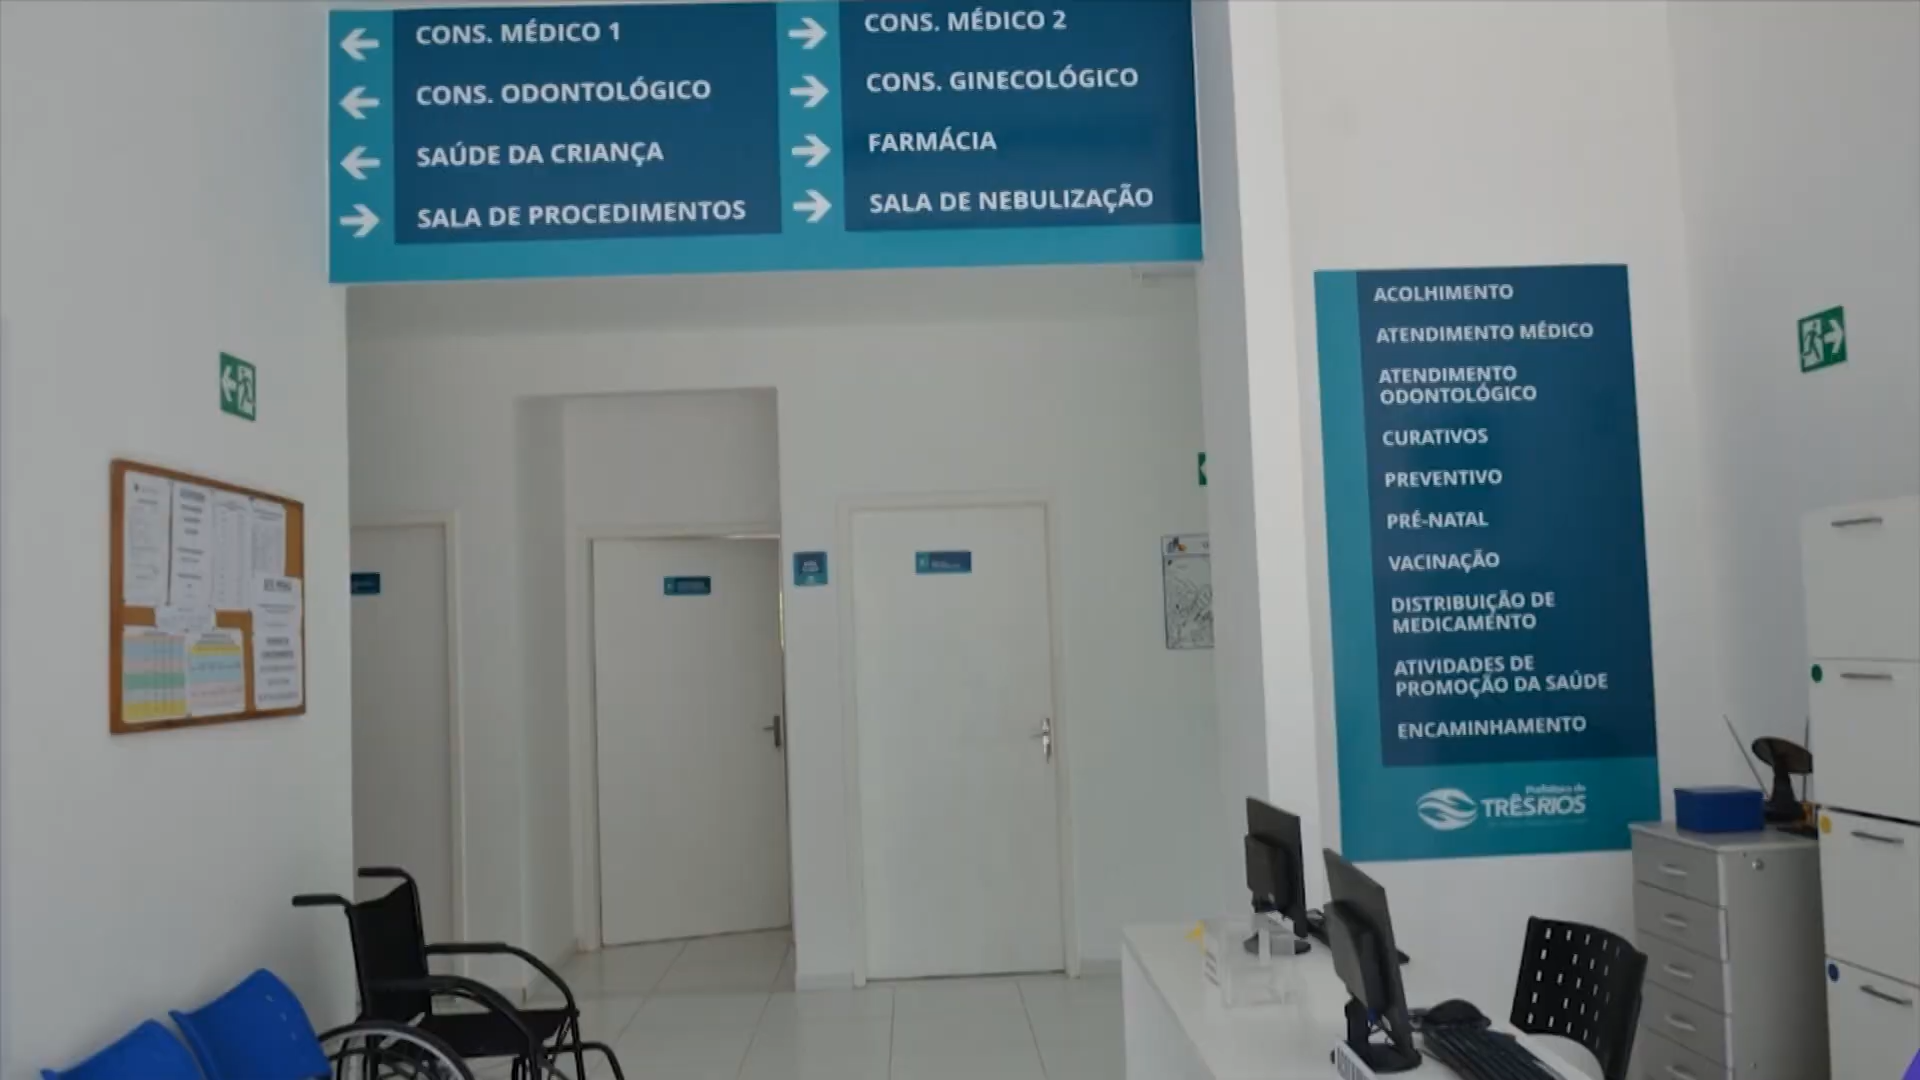 CONS. MÉDICO 1
CONS. ODONTOLÓGICO
SAÚDE DA CRIANÇA
SALA DE PROCEDIMENTOS
CONS. MÉDICO 2
CONS. GINECOLÓGICO
FARMÁCIA
SALA DE NEBULIZAÇÃO
ACOLHIMENTO
ATENDIMENTO MÉDICO
ATENDIMENTO
ODONTOLÓGICO
CURATIVOS
PREVENTIVO
PRÉ-NATAL
VACINAÇÃO
DISTRIBUIÇÃO DE
MEDICAMENTO
ATIVIDADES DE
PROMOÇÃO DA SAÚDE
ENCAMINHAMENTO
Prefeitura de
TRÊS RIOS